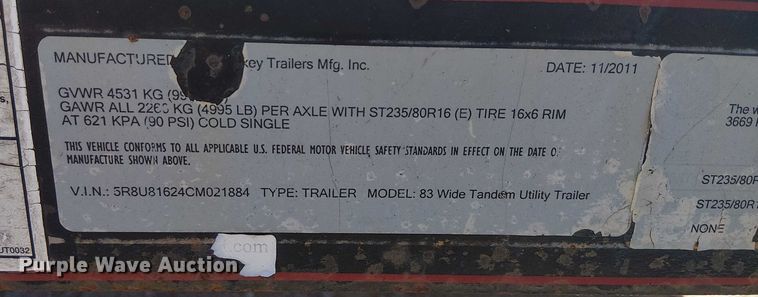 MANUFACTURED key Trailers Mfg. Inc. DATE: 11/2011
GVWR 4531 KG
GAWR ALL KG (4995 LB) PER AXLE WITH ST235/80R16 (E) TIRE 16x6 RIM
AT 621 KPA (90 PSI) COLD SINGLE
THIS VEHICLE CONFORMS TO ALL APPLICABLE U.S. FEDERAL MOTOR VEHICLE SAFETY STANDARDS IN EFFECT ON THE DATE OF
MANUFACTURE SHOWN ABOVE.
V.I.N.: 5R8U81624CM021884 TYPE: TRAILER MODEL: 83 Wide Tandem Utility Trailer
The
3669
ST235/80R
ST235/80R1
NONE
UT0032
.com
Purple Wave Auction